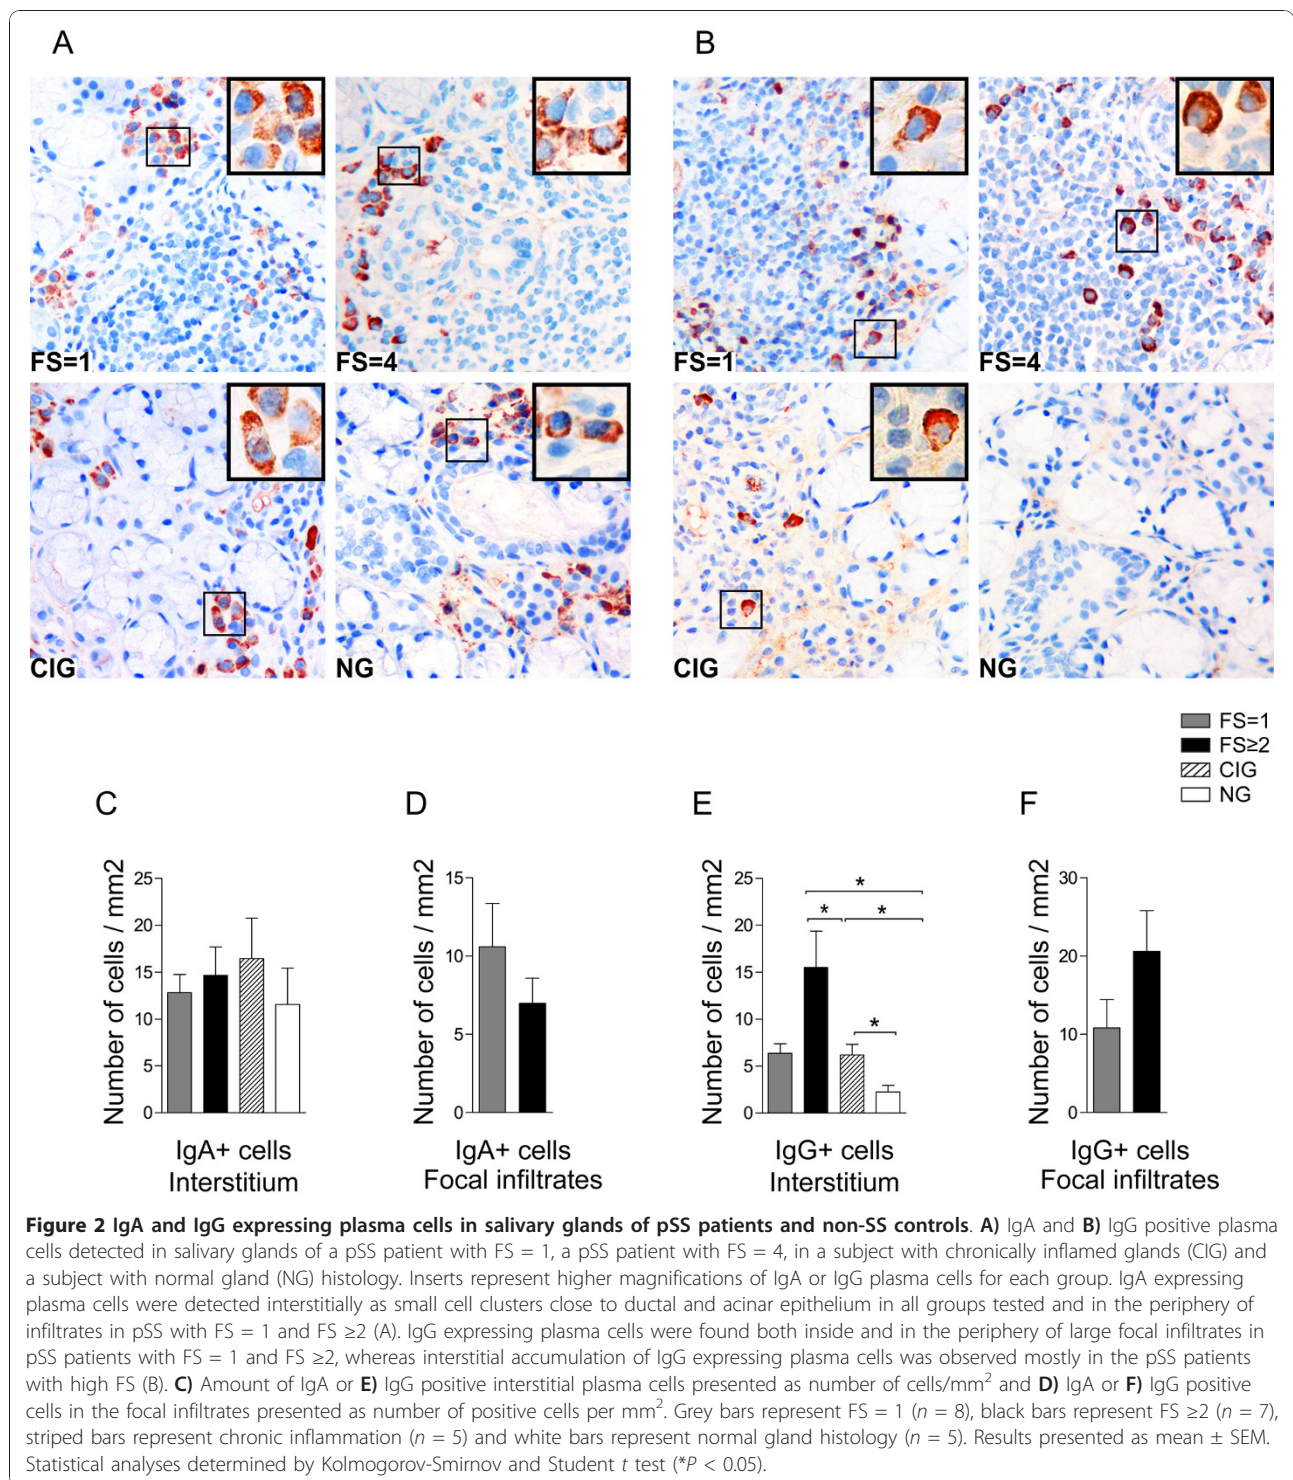 A
B
FS=1
FS=4
FS=1
FS=4
CIG
NG
CIG
NG
FS=1
FS≥2
CIG
NG
C
D
E
F
Number of cells / mm2
25
20
15
10
5
0
IgA+ cells
Interstitium
Number of cells / mm2
15
10
5
0
IgA+ cells
Focal infiltrates
Number of cells / mm2
25
20
15
10
5
0
*
*
*
*
IgG+ cells
Interstitium
Number of cells / mm2
30
20
10
0
IgG+ cells
Focal infiltrates
Figure 2 IgA and IgG expressing plasma cells in salivary glands of pSS patients and non-SS controls. A) IgA and B) IgG positive plasma
cells detected in salivary glands of a pSS patient with FS = 1, a pSS patient with FS = 4, in a subject with chronically inflamed glands (CIG) and
a subject with normal gland (NG) histology. Inserts represent higher magnifications of IgA or IgG plasma cells for each group. IgA expressing
plasma cells were detected interstitially as small cell clusters close to ductal and acinar epithelium in all groups tested and in the periphery of
infiltrates in pSS with FS = 1 and FS ≥2 (A). IgG expressing plasma cells were found both inside and in the periphery of large focal infiltrates in
pSS patients with FS = 1 and FS ≥2, whereas interstitial accumulation of IgG expressing plasma cells was observed mostly in the pSS patients
with high FS (B). C) Amount of IgA or E) IgG positive interstitial plasma cells presented as number of cells/mm² and D) IgA or F) IgG positive
cells in the focal infiltrates presented as number of positive cells per mm². Grey bars represent FS = 1 (n = 8), black bars represent FS ≥2 (n = 7),
striped bars represent chronic inflammation (n = 5) and white bars represent normal gland histology (n = 5). Results presented as mean ± SEM.
Statistical analyses determined by Kolmogorov-Smirnov and Student t test (*P < 0.05).